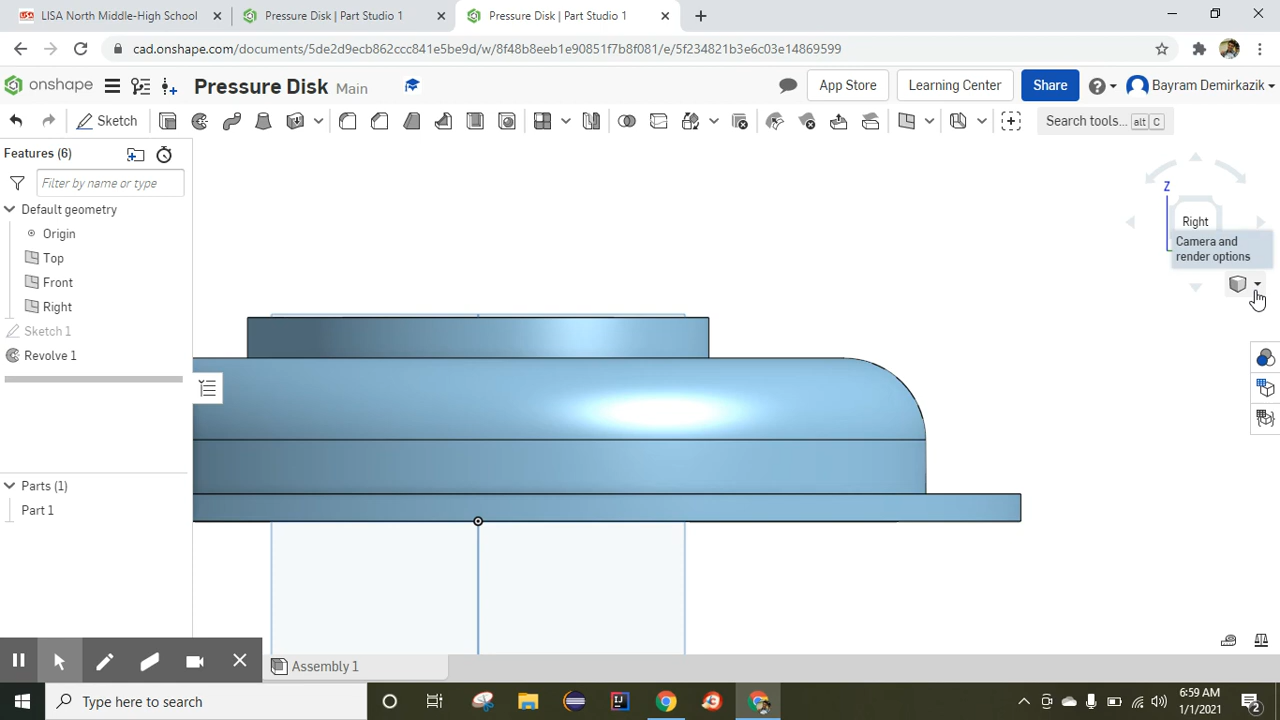 LISA North Middle-High School
Pressure Disk | Part Studio 1
Pressure Disk | Part Studio 1
cad.onshape.com/documents/5de2d9ecb862ccc841e5be9d/w/8f48b8eeb1e90851f7b8f081/e/5f234821b3e6c03e14869599
onshape
Pressure Disk Main
App Store
Learning Center
Share
Bayram Demirkazik
Sketch
Search tools... alt C
Features (6)
Filter by name or type
Default geometry
Origin
Top
Front
Right
Sketch 1
Revolve 1
Parts (1)
Part 1
Z
Right
Camera and
render options
Assembly 1
Type here to search
6:59 AM
1/1/2021
2